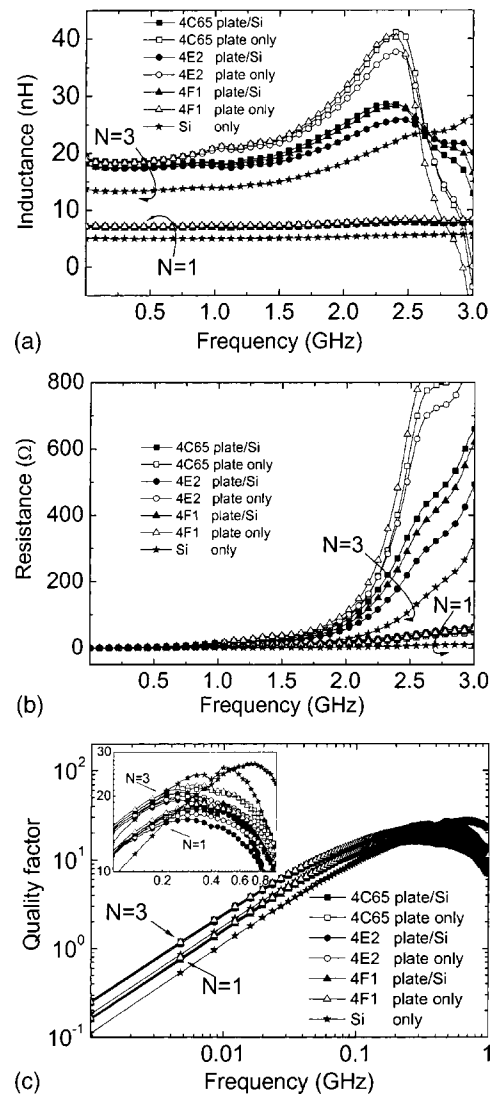 40
30
20
10
0
Inductance (nH)
4C65 plate/Si
4C65 plate only
4E2 plate/Si
4E2 plate only
4F1 plate/Si
4F1 plate only
Si only
N=3
N=1
0.5 1.0 1.5 2.0 2.5 3.0
Frequency (GHz)
(a)
800
600
400
200
0
Resistance (Ω)
4C65 plate/Si
4C65 plate only
4E2 plate/Si
4E2 plate only
4F1 plate/Si
4F1 plate only
Si only
N=3
N=1
0.5 1.0 1.5 2.0 2.5 3.0
Frequency (GHz)
(b)
10²
10¹
10⁰
10⁻¹
Quality factor
30
20
10
N=3
N=1
0.2 0.4 0.6 0.8
N=3
N=1
4C65 plate/Si
4C65 plate only
4E2 plate/Si
4E2 plate only
4F1 plate/Si
4F1 plate only
Si only
0.01 0.1 1
Frequency (GHz)
(c)